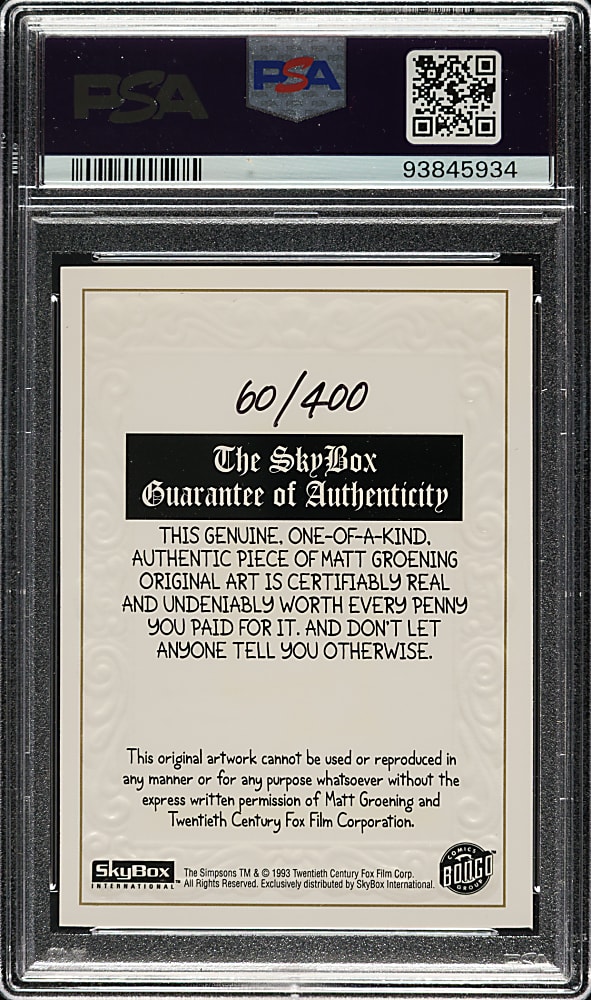 PSA PSA
93845934
60/400
The SkyBox
Guarantee of Authenticity
THIS GENUINE, ONE-OF-A-KIND,
AUTHENTIC PIECE OF MATT GROENING
ORIGINAL ART IS CERTIFIABLY REAL
AND UNDENIABLY WORTH EVERY PENNY
YOU PAID FOR IT. AND DON'T LET
ANYONE TELL YOU OTHERWISE.
This original artwork cannot be used or reproduced in
any manner or for any purpose whatsoever without the
express written permission of Matt Groening and
Twentieth Century Fox Film Corporation.
SkyBox
INTERNATIONAL™
The Simpsons TM & © 1993 Twentieth Century Fox Film Corp.
All Rights Reserved. Exclusively distributed by SkyBox International.
BONGO™
COMICS
GROUP
PSA